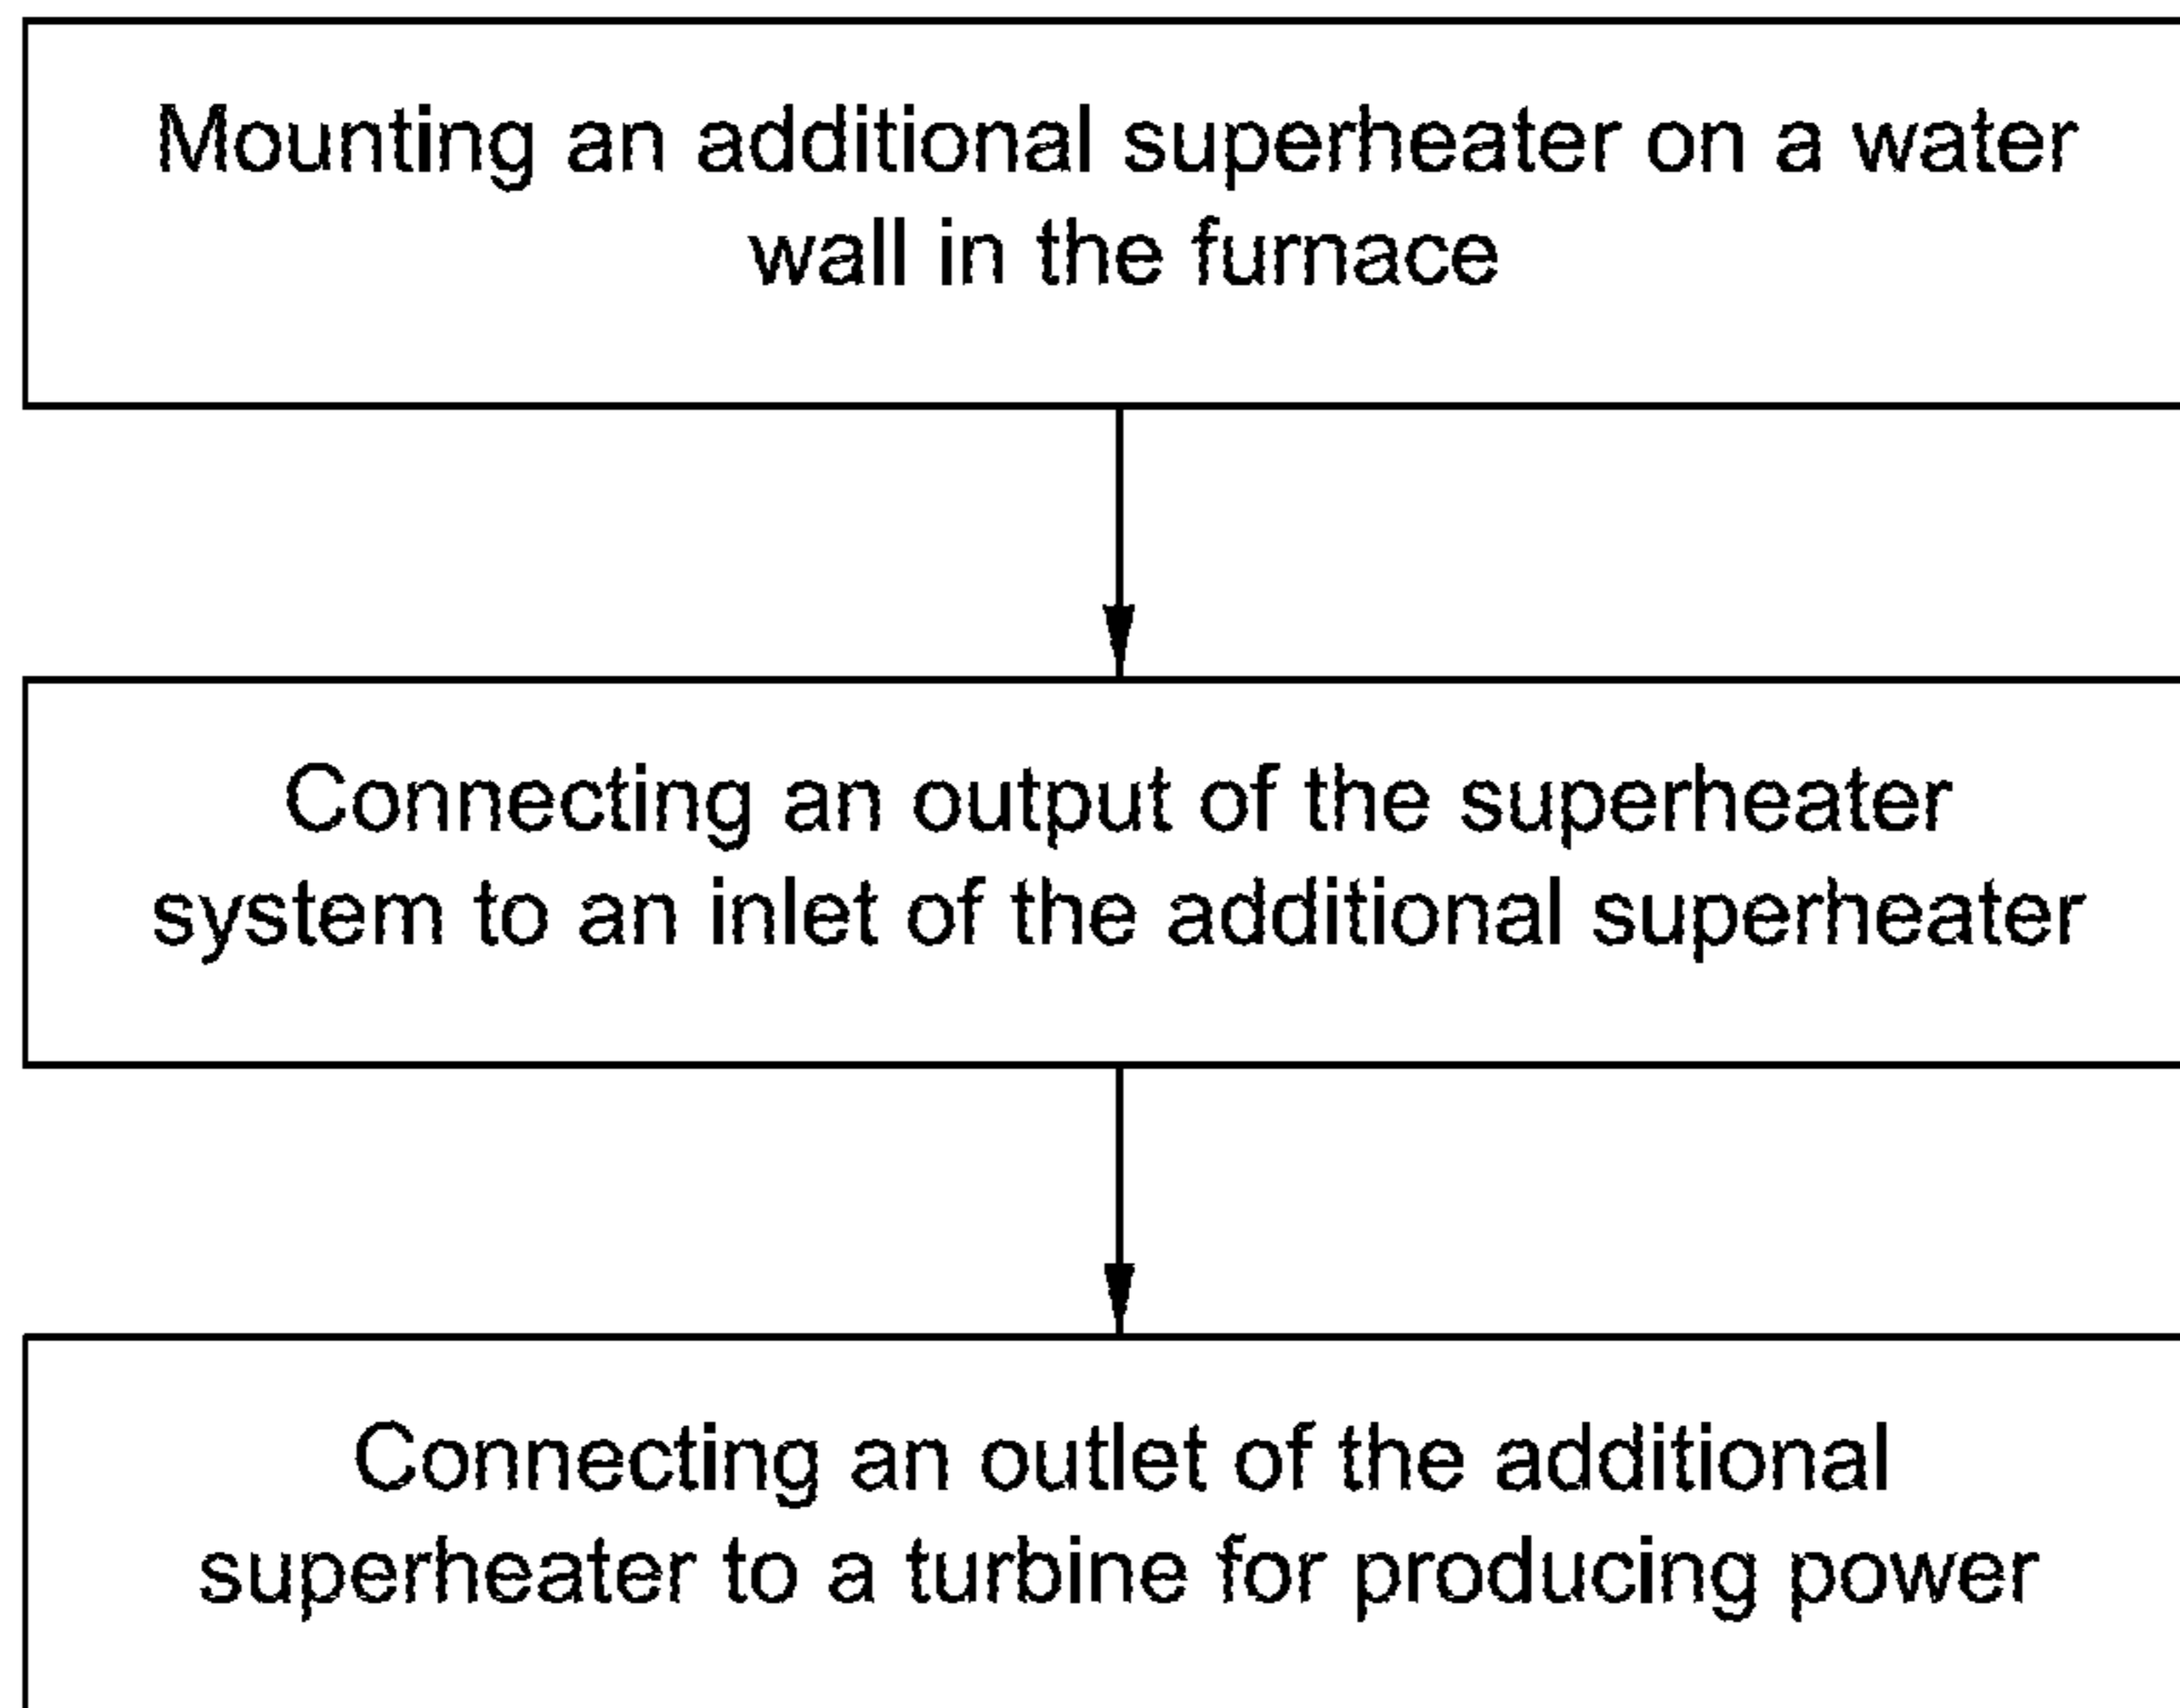 Mounting an additional superheater on a water
wall in the furnace
Connecting an output of the superheater
system to an inlet of the additional superheater
Connecting an outlet of the additional
superheater to a turbine for producing power